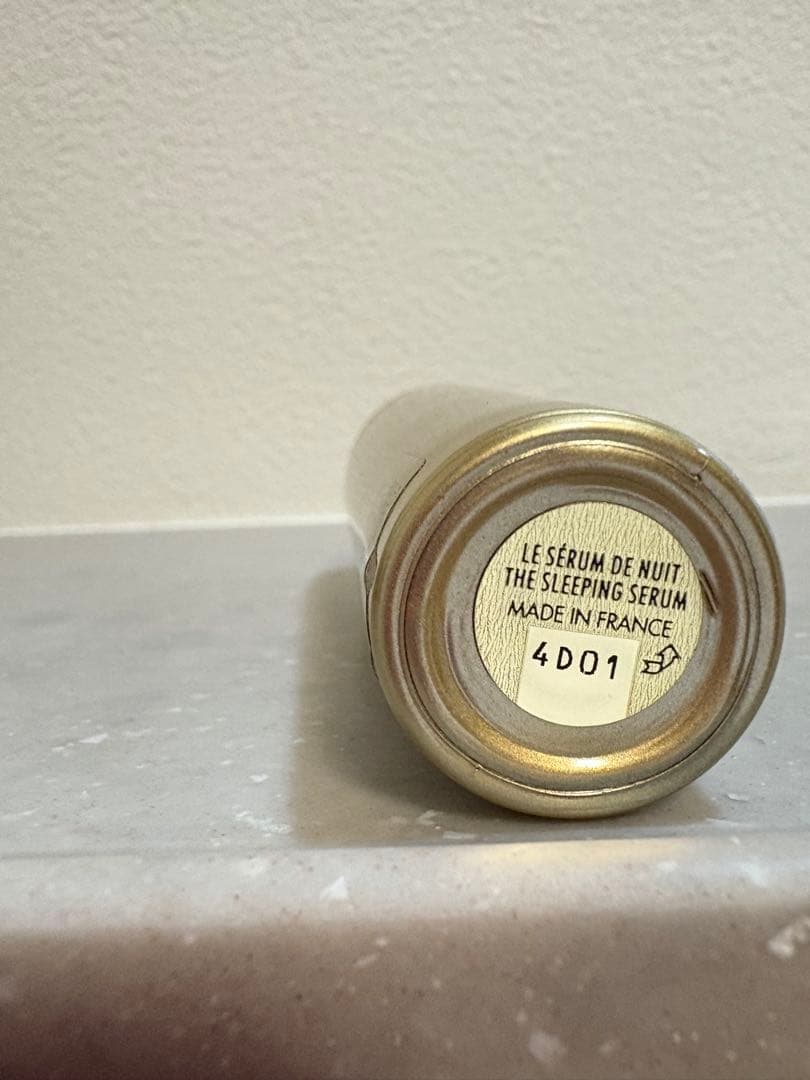 LE SÉRUM DE NUIT
THE SLEEPING SERUM
MADE IN FRANCE
4D01